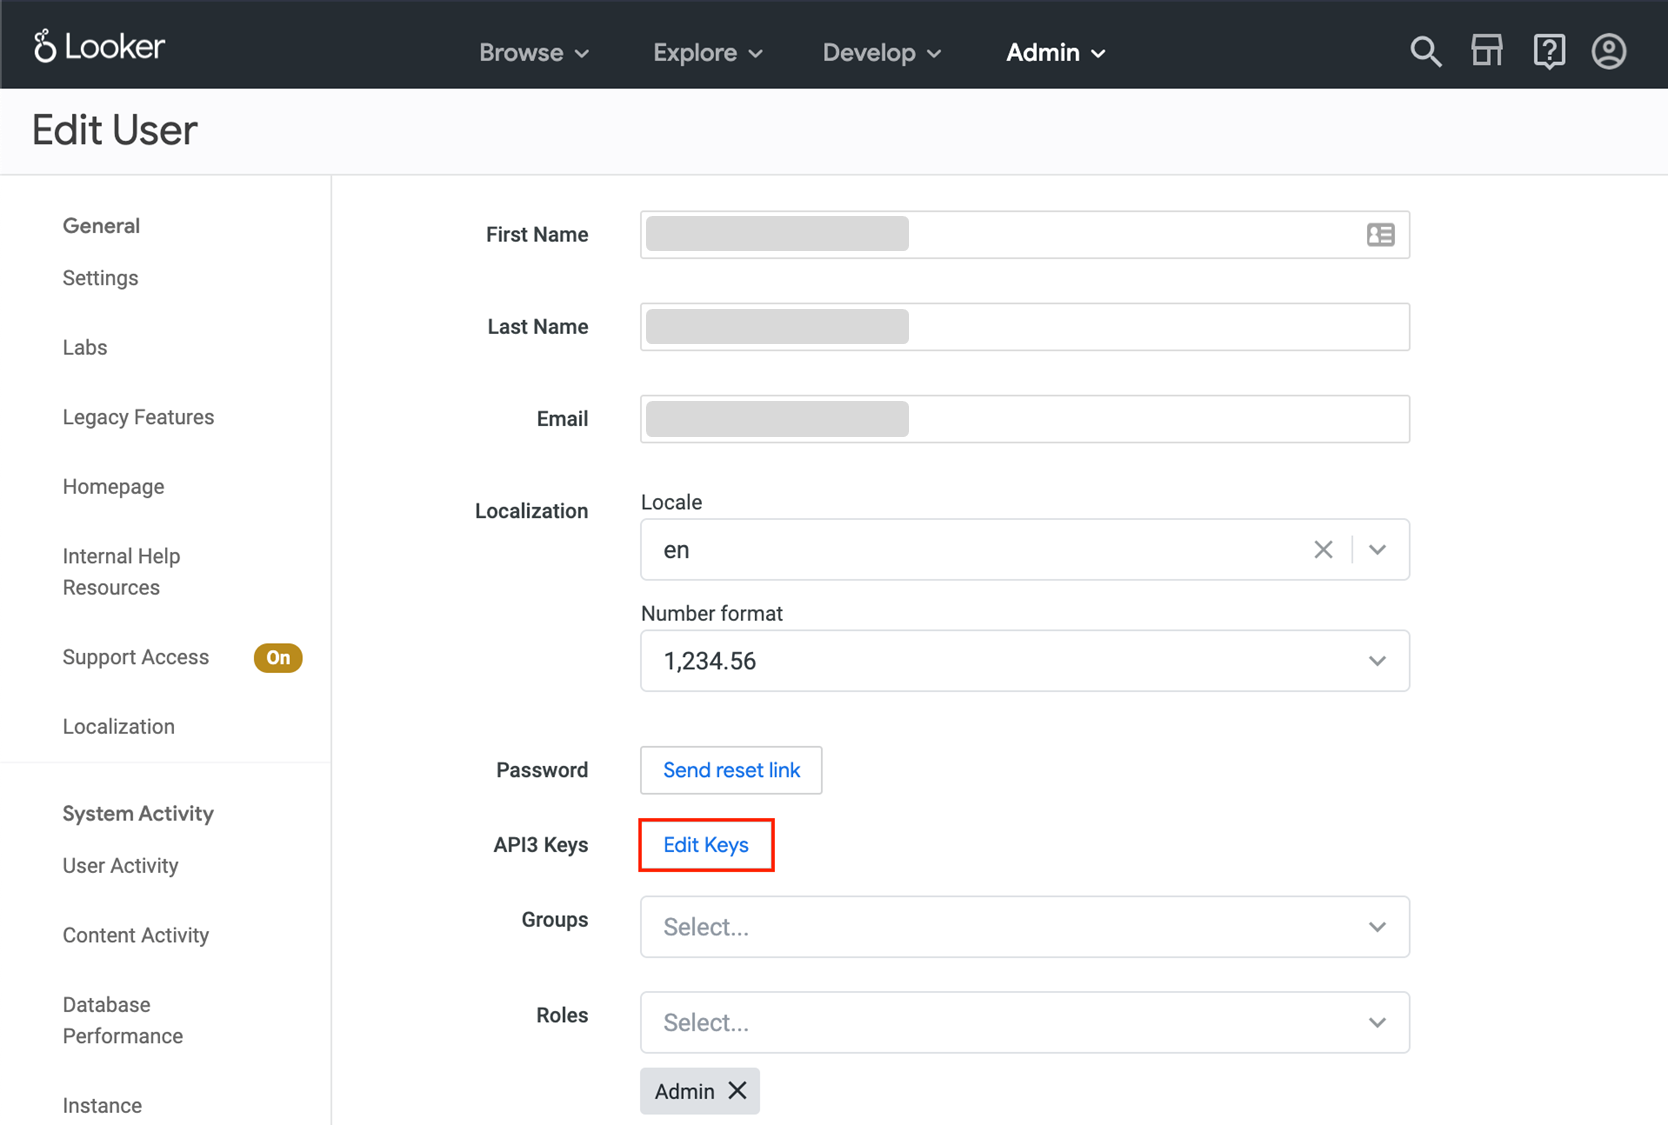 Looker
Browse
Explore
Develop
Admin
Edit User
General
Settings
Labs
Legacy Features
Homepage
Internal Help
Resources
Support Access
On
Localization
System Activity
User Activity
Content Activity
Database
Performance
Instance
First Name
Last Name
Email
Localization
Locale
en
Number format
1,234.56
Password
Send reset link
API3 Keys
Edit Keys
Groups
Select...
Roles
Select...
Admin